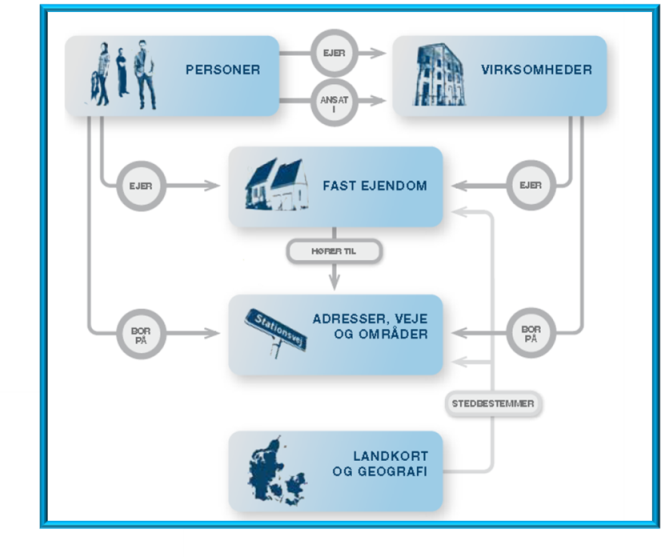 PERSONER
EJER
VIRKSOMHEDER
ANSAT
I
EJER
FAST EJENDOM
EJER
HØRER TIL
Stationsvej
ADRESSER, VEJE
OG OMRÅDER
BOR
PÅ
BOR
PÅ
STEDBESTEMMER
LANDKORT
OG GEOGRAFI